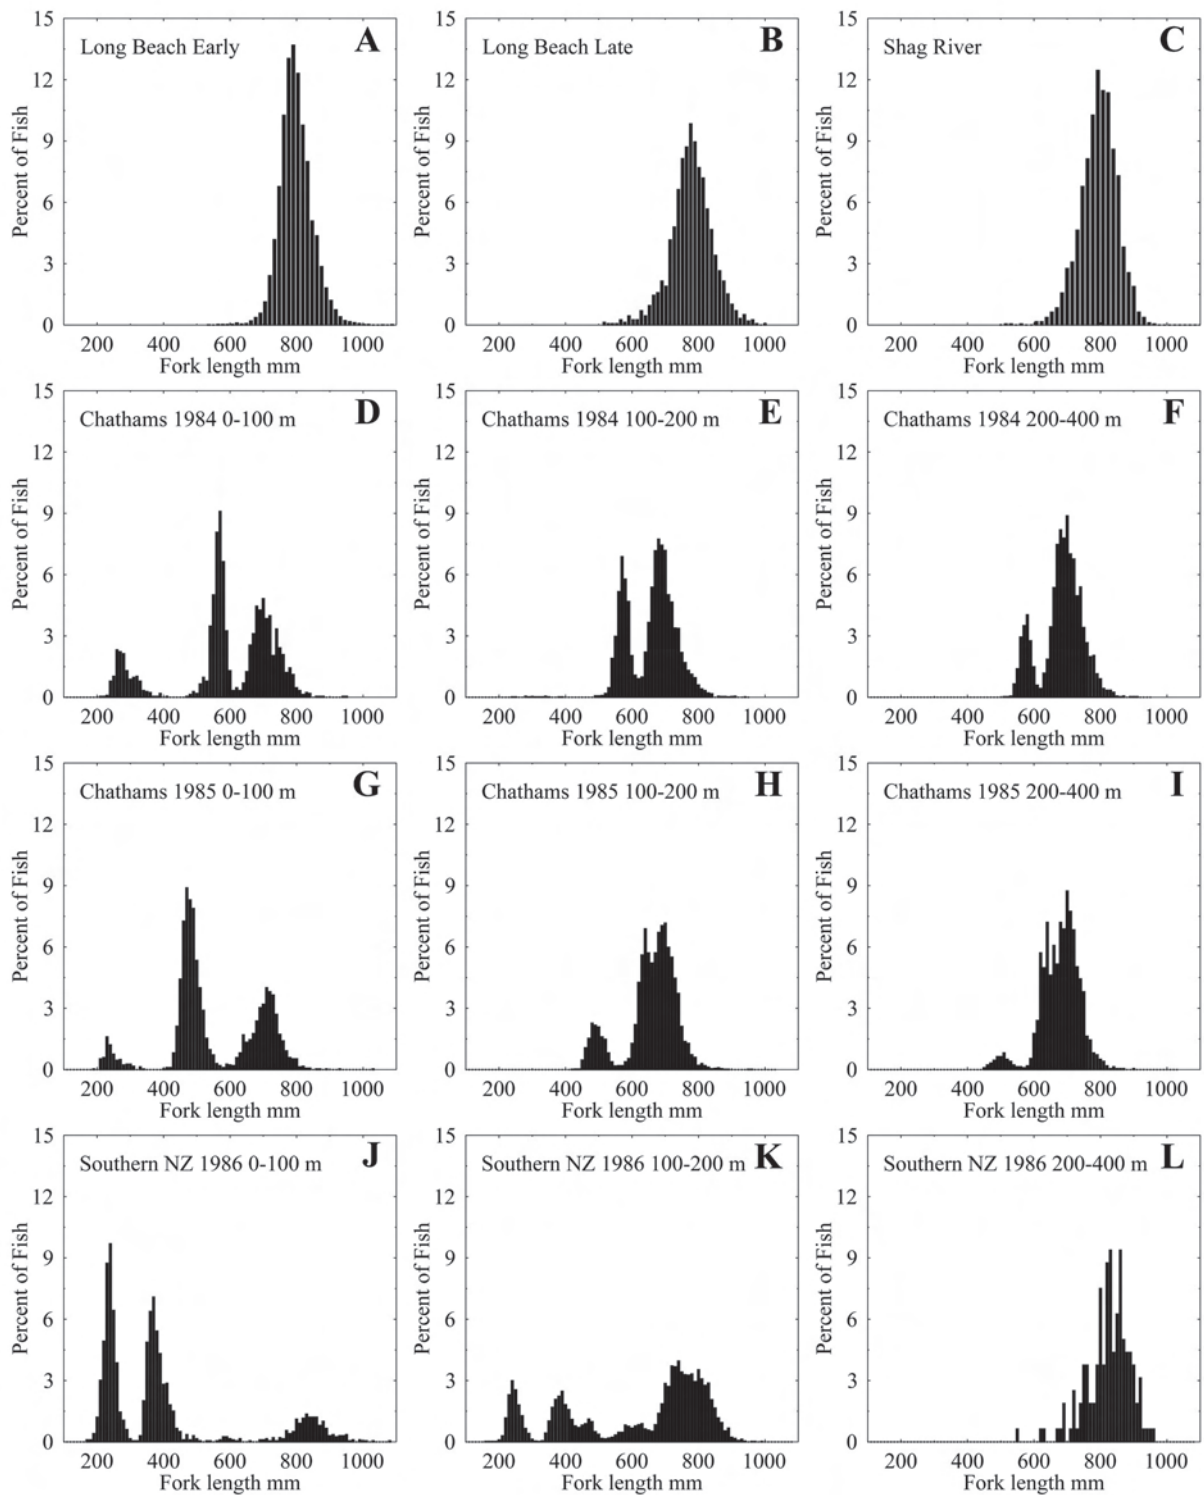 Long Beach Early
A
15
12
9
6
3
0
Percent of Fish
200 400 600 800 1000
Fork length mm
Long Beach Late
B
15
12
9
6
3
0
Percent of Fish
200 400 600 800 1000
Fork length mm
Shag River
C
15
12
9
6
3
0
Percent of Fish
200 400 600 800 1000
Fork length mm
Chathams 1984 0-100 m
D
15
12
9
6
3
0
Percent of Fish
200 400 600 800 1000
Fork length mm
Chathams 1984 100-200 m
E
15
12
9
6
3
0
Percent of Fish
200 400 600 800 1000
Fork length mm
Chathams 1984 200-400 m
F
15
12
9
6
3
0
Percent of Fish
200 400 600 800 1000
Fork length mm
Chathams 1985 0-100 m
G
15
12
9
6
3
0
Percent of Fish
200 400 600 800 1000
Fork length mm
Chathams 1985 100-200 m
H
15
12
9
6
3
0
Percent of Fish
200 400 600 800 1000
Fork length mm
Chathams 1985 200-400 m
I
15
12
9
6
3
0
Percent of Fish
200 400 600 800 1000
Fork length mm
Southern NZ 1986 0-100 m
J
15
12
9
6
3
0
Percent of Fish
200 400 600 800 1000
Fork length mm
Southern NZ 1986 100-200 m
K
15
12
9
6
3
0
Percent of Fish
200 400 600 800 1000
Fork length mm
Southern NZ 1986 200-400 m
L
15
12
9
6
3
0
Percent of Fish
200 400 600 800 1000
Fork length mm